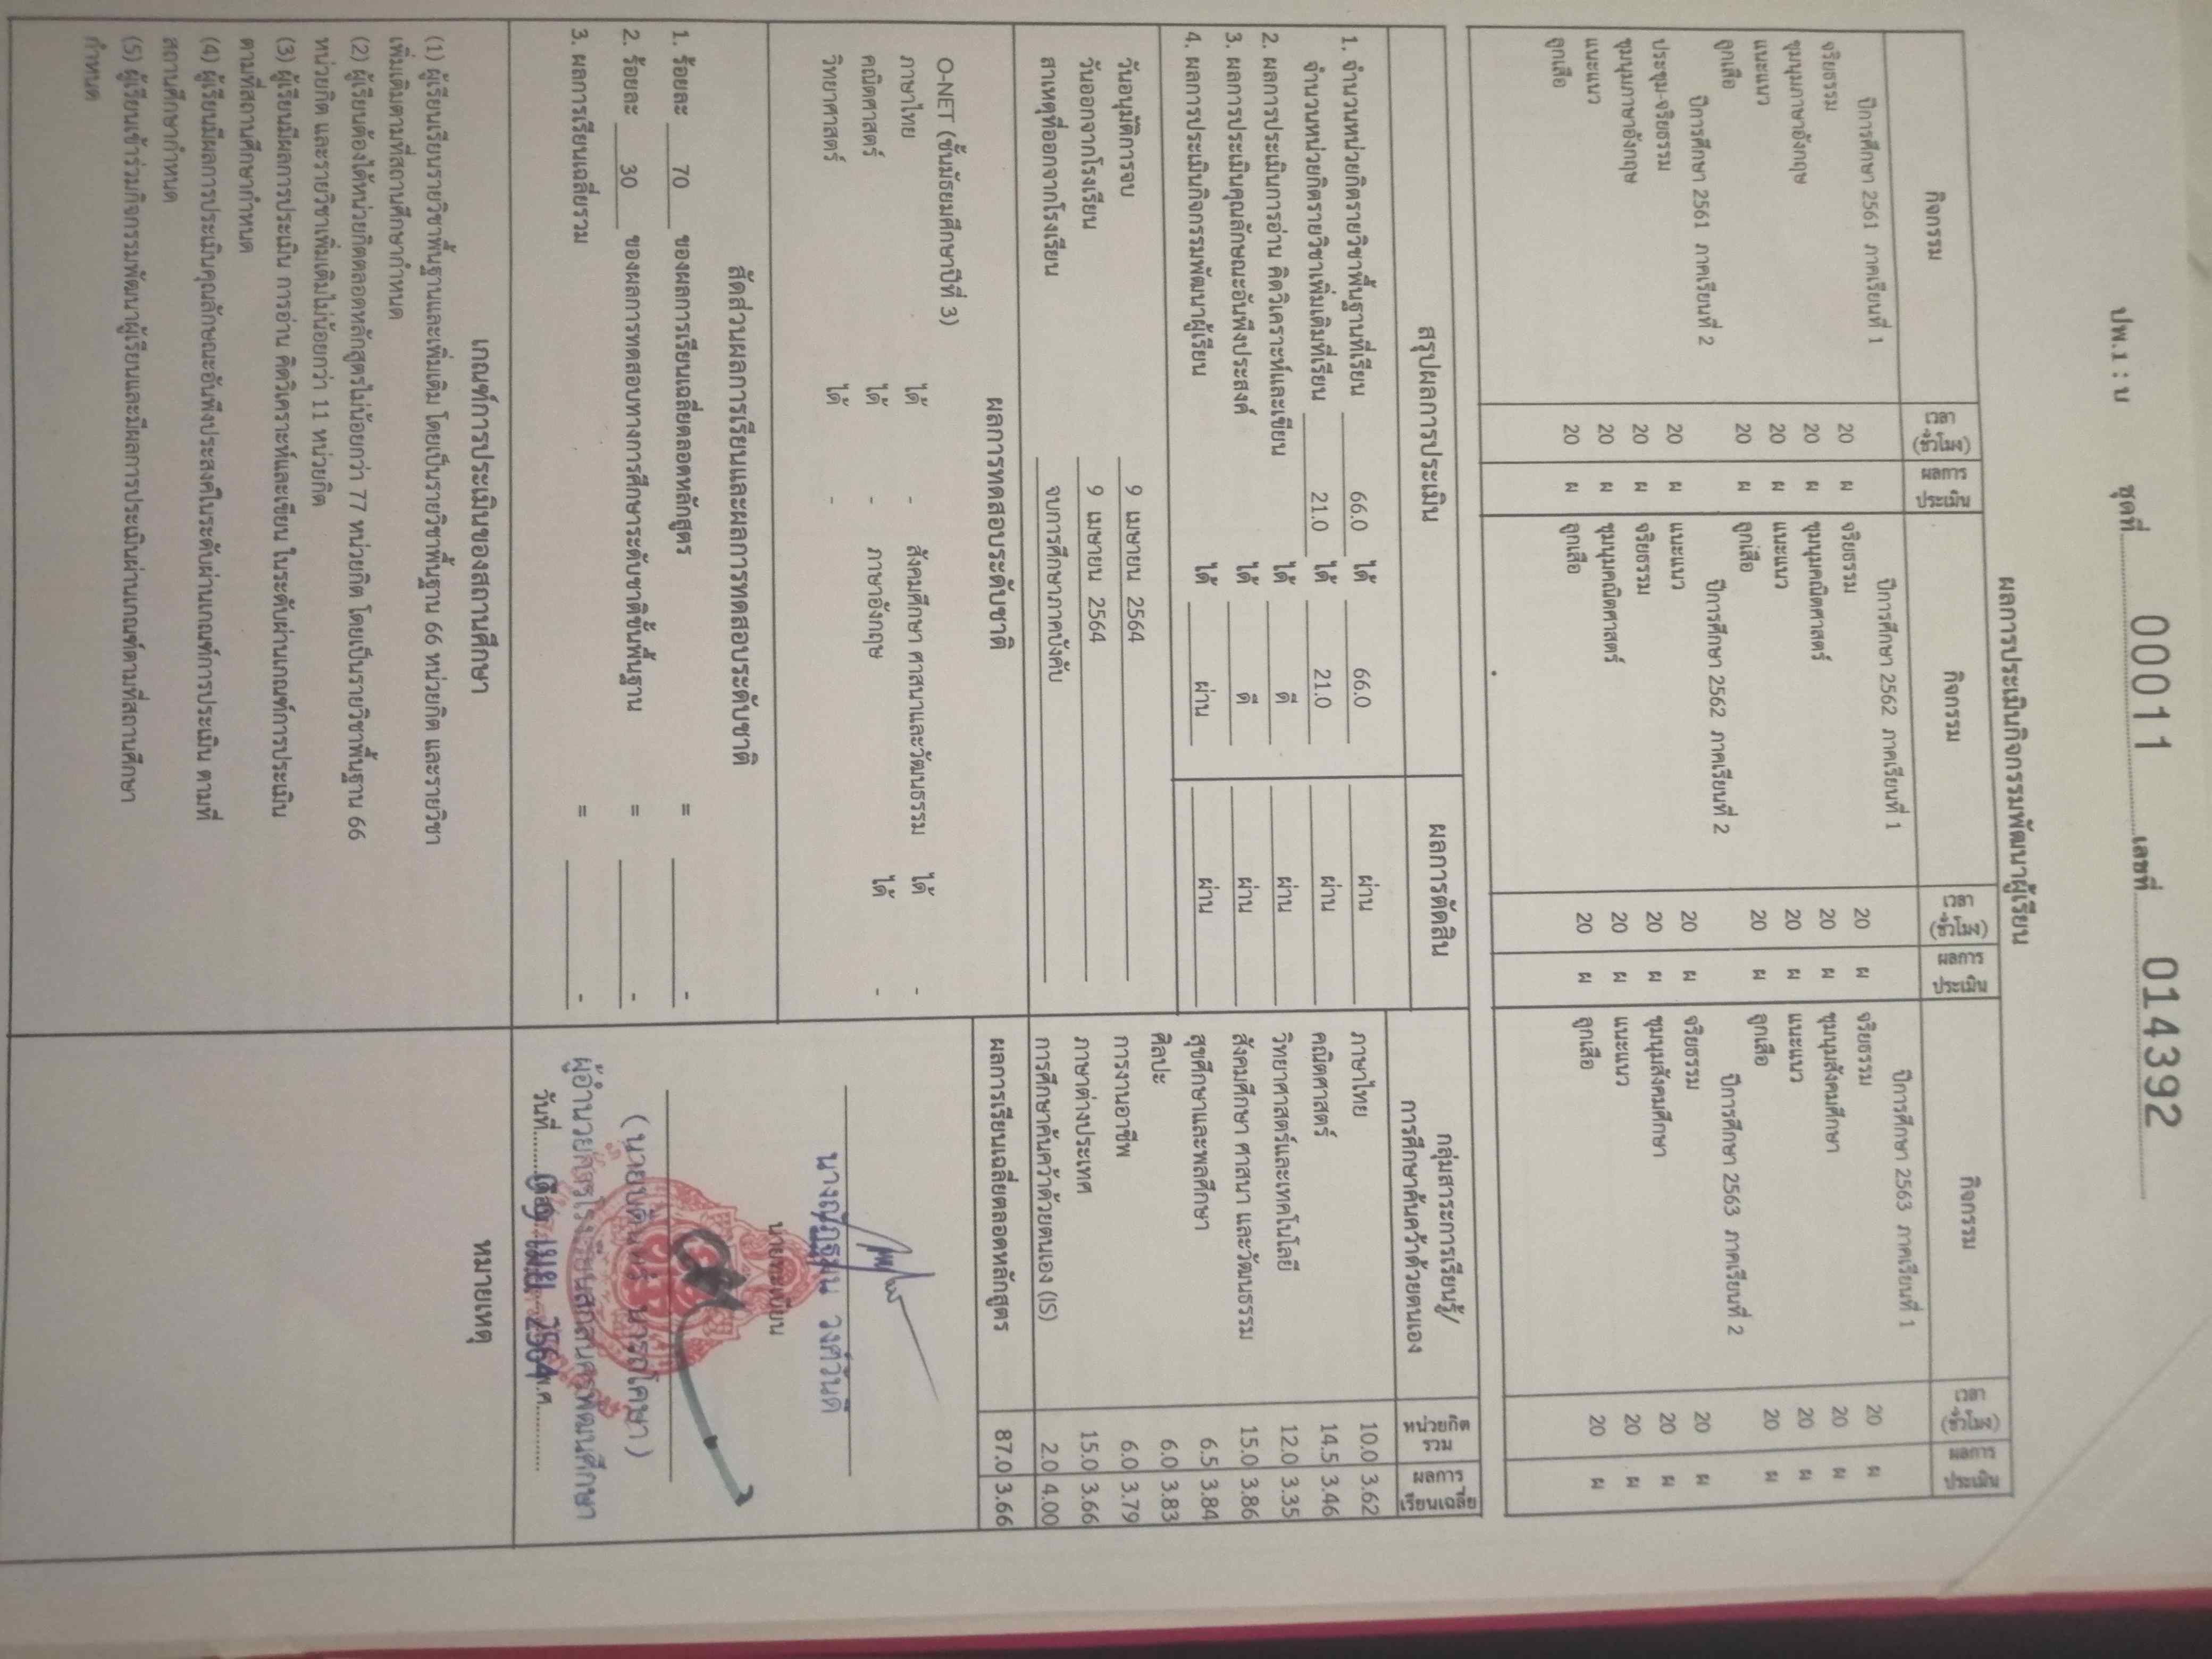 ปพ.1 : บ ชุดที่ 00011 เลขที่ 014392
ผลการประเมินกิจกรรมพัฒนาผู้เรียน
กิจกรรม เวลา (ชั่วโมง) ผลการประเมิน กิจกรรม เวลา (ชั่วโมง) ผลการประเมิน กิจกรรม เวลา (ชั่วโมง) ผลการประเมิน
ปีการศึกษา 2561 ภาคเรียนที่ 1 ปีการศึกษา 2562 ภาคเรียนที่ 1 ปีการศึกษา 2563 ภาคเรียนที่ 1
จริยธรรม 20 ผ จริยธรรม 20 ผ จริยธรรม 20 ผ
ชุมนุมภาษาอังกฤษ 20 ผ ชุมนุมคณิตศาสตร์ 20 ผ ชุมนุมสังคมศึกษา 20 ผ
แนะแนว 20 ผ แนะแนว 20 ผ แนะแนว 20 ผ
ลูกเสือ 20 ผ ลูกเสือ 20 ผ ลูกเสือ 20 ผ
ปีการศึกษา 2561 ภาคเรียนที่ 2 ปีการศึกษา 2562 ภาคเรียนที่ 2 ปีการศึกษา 2563 ภาคเรียนที่ 2
ประชุม-จริยธรรม 20 ผ แนะแนว 20 ผ จริยธรรม 20 ผ
ชุมนุมภาษาอังกฤษ 20 ผ จริยธรรม 20 ผ ชุมนุมสังคมศึกษา 20 ผ
แนะแนว 20 ผ ชุมนุมคณิตศาสตร์ 20 ผ แนะแนว 20 ผ
ลูกเสือ 20 ผ ลูกเสือ 20 ผ ลูกเสือ 20 ผ
สรุปผลการประเมิน ผลการตัดสิน
1. จำนวนหน่วยกิตรายวิชาพื้นฐานที่เรียน 66.0 ได้ 66.0 ผ่าน
จำนวนหน่วยกิตรายวิชาเพิ่มเติมที่เรียน 21.0 ได้ 21.0 ผ่าน
2. ผลการประเมินการอ่าน คิดวิเคราะห์และเขียน ได้ ดี ผ่าน
3. ผลการประเมินคุณลักษณะอันพึงประสงค์ ได้ ดี ผ่าน
4. ผลการประเมินกิจกรรมพัฒนาผู้เรียน ได้ ผ่าน ผ่าน
วันอนุมัติการจบ 9 เมษายน 2564
วันออกจากโรงเรียน 9 เมษายน 2564
สาเหตุที่ออกจากโรงเรียน จบการศึกษาภาคบังคับ
ผลการทดสอบระดับชาติ
O-NET (ชั้นมัธยมศึกษาปีที่ 3)
ภาษาไทย ได้ - สังคมศึกษา ศาสนาและวัฒนธรรม ได้ -
คณิตศาสตร์ ได้ - ภาษาอังกฤษ ได้ -
วิทยาศาสตร์ ได้ -
สัดส่วนผลการเรียนและผลการทดสอบระดับชาติ
1. ร้อยละ 70 ของผลการเรียนเฉลี่ยตลอดหลักสูตร = -
2. ร้อยละ 30 ของผลการทดสอบทางการศึกษาระดับชาติขั้นพื้นฐาน = -
3. ผลการเรียนเฉลี่ยรวม = -
เกณฑ์การประเมินของสถานศึกษา
(1) ผู้เรียนเรียนรายวิชาพื้นฐานและเพิ่มเติม โดยเป็นรายวิชาพื้นฐาน 66 หน่วยกิต และรายวิชา
เพิ่มเติมตามที่สถานศึกษากำหนด
(2) ผู้เรียนต้องได้หน่วยกิตตลอดหลักสูตรไม่น้อยกว่า 77 หน่วยกิต โดยเป็นรายวิชาพื้นฐาน 66
หน่วยกิต และรายวิชาเพิ่มเติมไม่น้อยกว่า 11 หน่วยกิต
(3) ผู้เรียนมีผลการประเมิน การอ่าน คิดวิเคราะห์และเขียน ในระดับผ่านเกณฑ์การประเมิน
ตามที่สถานศึกษากำหนด
(4) ผู้เรียนมีผลการประเมินคุณลักษณะอันพึงประสงค์ในระดับผ่านเกณฑ์การประเมิน ตามที่
สถานศึกษากำหนด
(5) ผู้เรียนเข้าร่วมกิจกรรมพัฒนาผู้เรียนและมีผลการประเมินผ่านเกณฑ์ตามที่สถานศึกษา
กำหนด
กลุ่มสาระการเรียนรู้/ หน่วยกิต ผลการ
การศึกษาค้นคว้าด้วยตนเอง รวม เรียนเฉลี่ย
ภาษาไทย 10.0 3.62
คณิตศาสตร์ 14.5 3.46
วิทยาศาสตร์และเทคโนโลยี 12.0 3.35
สังคมศึกษา ศาสนา และวัฒนธรรม 15.0 3.86
สุขศึกษาและพลศึกษา 6.5 3.84
ศิลปะ 6.0 3.83
การงานอาชีพ 6.0 3.79
ภาษาต่างประเทศ 15.0 3.66
การศึกษาค้นคว้าด้วยตนเอง (IS) 2.0 4.00
ผลการเรียนเฉลี่ยตลอดหลักสูตร 87.0 3.66
วงศ์วันดี
นายทะเบียน
ผู้อำนวยการโรงเรียนสกลนครพัฒนศึกษา
วันที่ 2564 พ.ศ.
หมายเหตุ